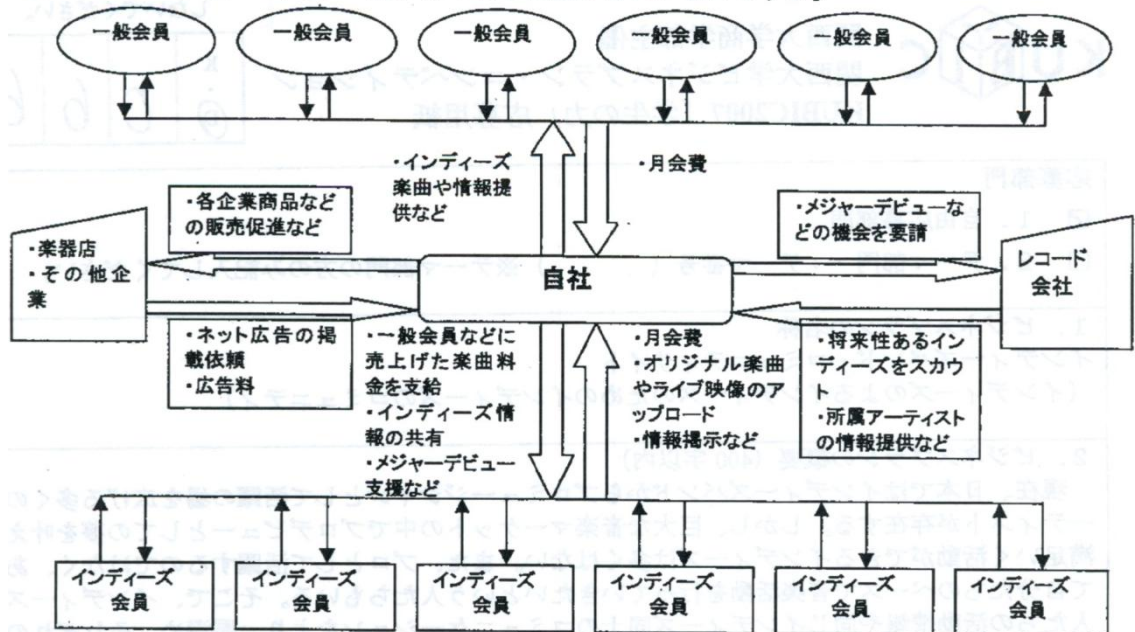 一般会員
一般会員
一般会員
一般会員
一般会員
一般会員
・インディーズ
楽曲や情報提
供など
・月会費
・各企業商品など
の販売促進など
・メジャーデビューな
どの機会を要請
・楽器店
・その他企
業
自社
レコード
会社
・ネット広告の掲
載依頼
・広告料
・一般会員などに
売上げた楽曲料
金を支給
・インディーズ情
報の共有
・メジャーデビュー
支援など
・月会費
・オリジナル楽曲
やライブ映像のア
ップロード
・情報掲示など
・将来性あるイン
ディーズをスカウ
ト
・所属アーティスト
の情報提供など
インディーズ
会員
インディーズ
会員
インディーズ
会員
インディーズ
会員
インディーズ
会員
インディーズ
会員